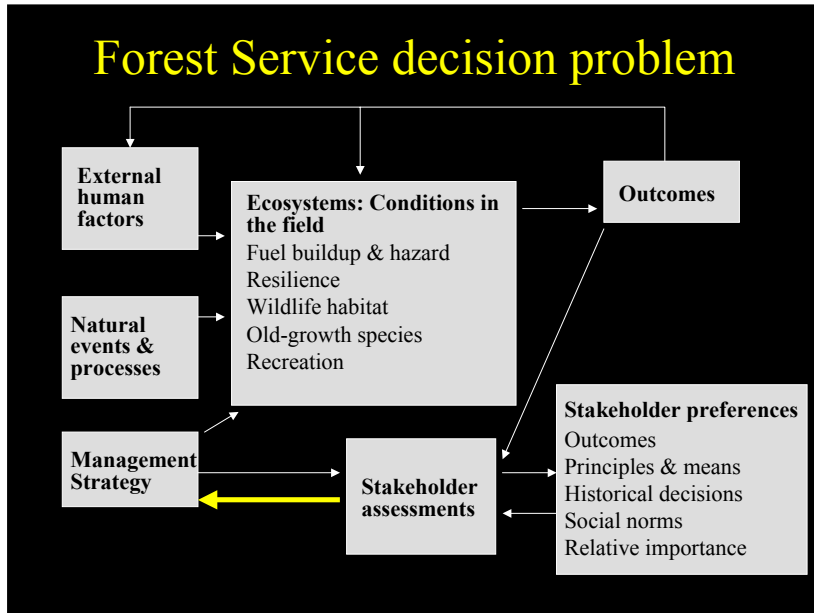 Forest Service decision problem
External
human
factors
Ecosystems: Conditions in
the field
Fuel buildup & hazard
Resilience
Wildlife habitat
Old-growth species
Recreation
Outcomes
Natural
events &
processes
Management
Strategy
Stakeholder
assessments
Stakeholder preferences
Outcomes
Principles & means
Historical decisions
Social norms
Relative importance